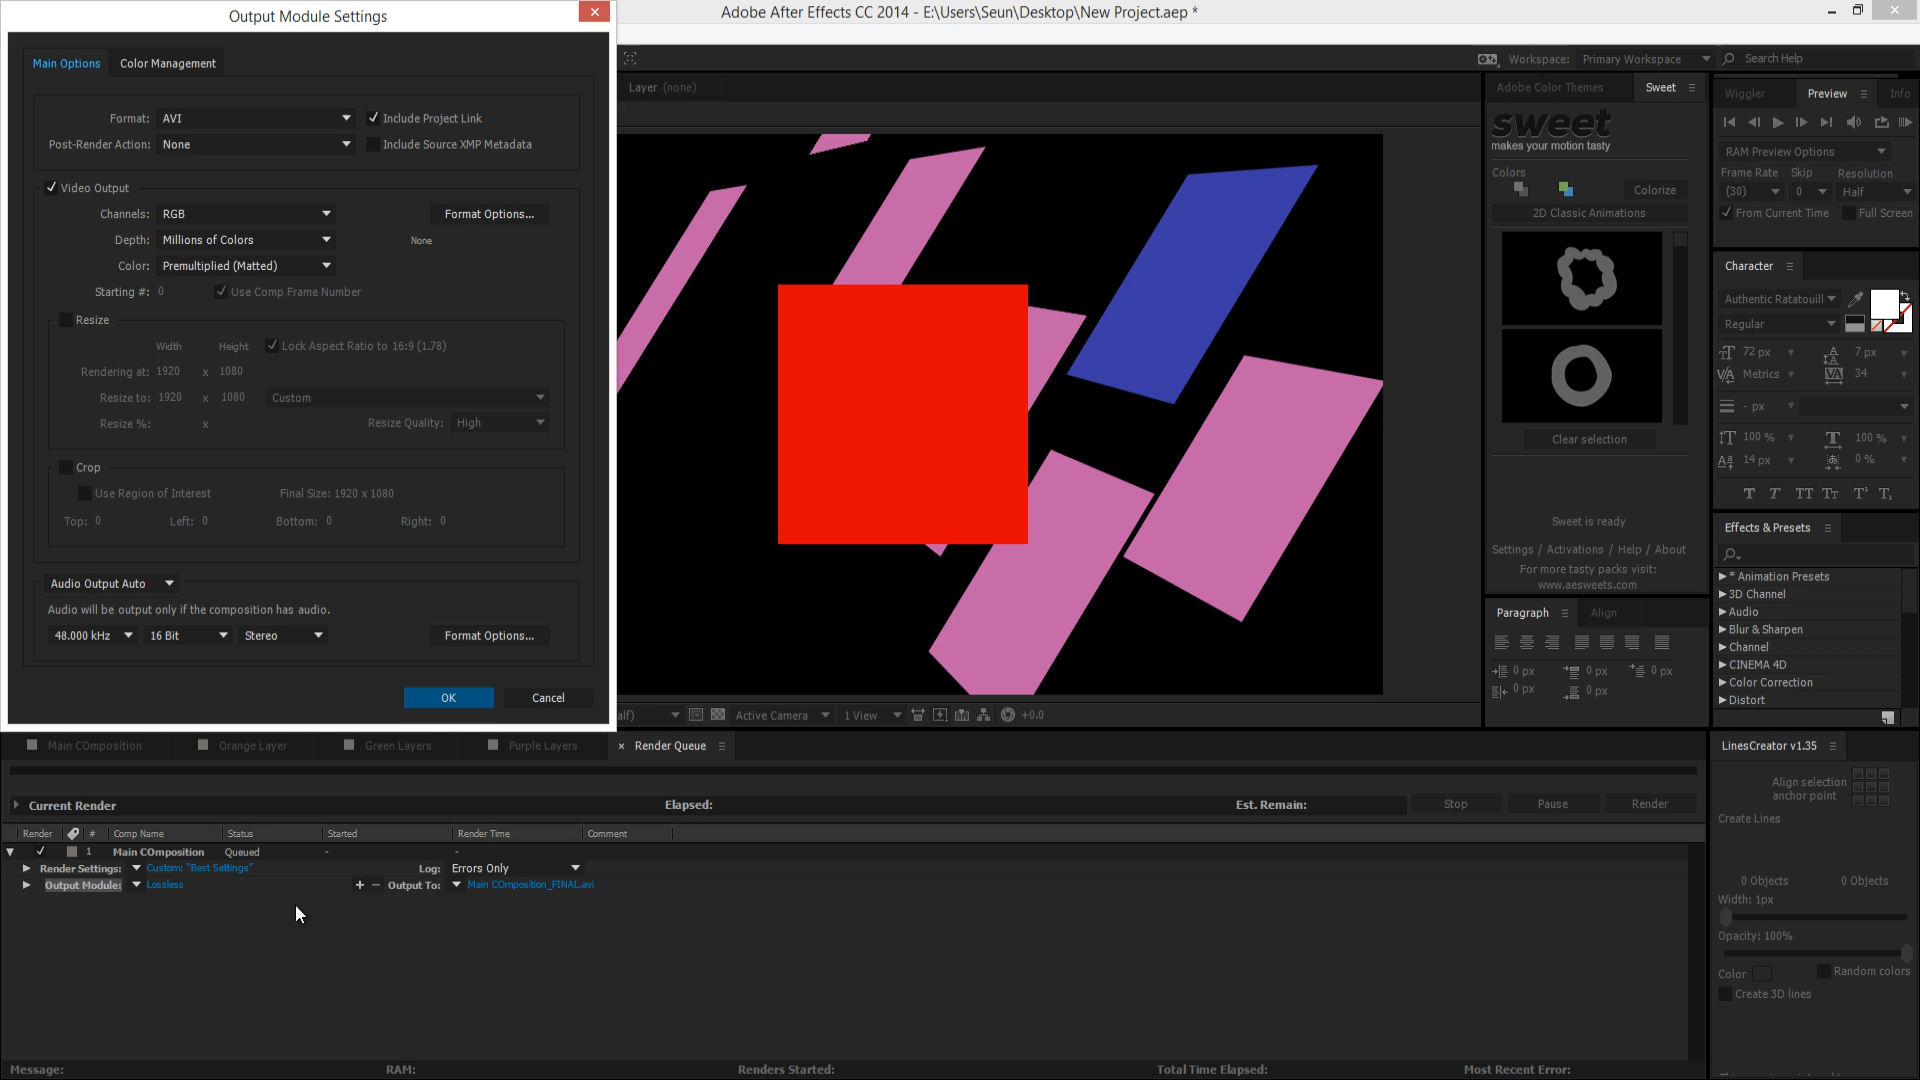 Output Module Settings
Adobe After Effects CC 2014 - E:\Users\Seun\Desktop\New Project.aep *
Main Options
Color Management
Format: AVI
Include Project Link
Post-Render Action: None
Include Source XMP Metadata
Video Output
Channels: RGB
Format Options...
Depth: Millions of Colors
None
Color: Premultiplied (Matted)
Starting #: 0
Use Comp Frame Number
Resize
Width Height Lock Aspect Ratio to 16:9 (1.78)
Rendering at: 1920 x 1080
Resize to: 1920 x 1080 Custom
Resize %: x Resize Quality: High
Crop
Use Region of Interest Final Size: 1920 x 1080
Top: 0 Left: 0 Bottom: 0 Right: 0
Audio Output Auto
Audio will be output only if the composition has audio.
48.000 kHz 16 Bit Stereo Format Options...
OK Cancel
Layer (none)
Workspace: Primary Workspace
Search Help
Adobe Color Themes
Sweet
sweet
makes your motion tasty
Colors
Colorize
2D Classic Animations
Clear selection
Sweet is ready
Settings / Activations / Help / About
For more tasty packs visit:
www.aesweets.com
Wiggler Preview Info
RAM Preview Options
Frame Rate Skip Resolution
(30) 0 Half
From Current Time Full Screen
Character
Authentic Ratatouill
Regular
72 px 7 px
Metrics 34
- px
100 % 100 %
14 px 0 %
T T TT Tт T¹ T₁
Effects & Presets
* Animation Presets
3D Channel
Audio
Blur & Sharpen
Channel
CINEMA 4D
Color Correction
Distort
Paragraph Align
0 px 0 px 0 px
0 px 0 px
alf) Active Camera 1 View +0.0
Main COmposition Orange Layer Green Layers Purple Layers × Render Queue
Current Render Elapsed: Est. Remain: Stop Pause Render
Render # Comp Name Status Started Render Time Comment
1 Main COmposition Queued - -
Render Settings: Custom: "Best Settings" Log: Errors Only
Output Module: Lossless + − Output To: Main COmposition_FINAL.avi
LinesCreator v1.35
Align selection
anchor point
Create Lines
0 Objects 0 Objects
Width: 1px
Opacity: 100%
Color Random colors
Create 3D lines
Message: RAM: Renders Started: Total Time Elapsed: Most Recent Error: